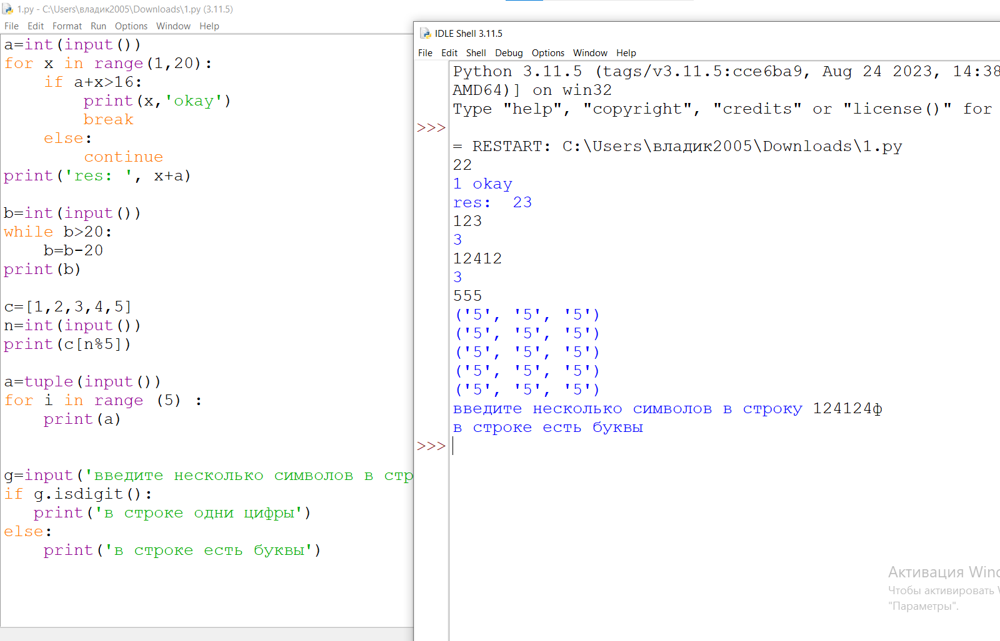 1.py - C:\Users\владик2005\Downloads\1.py (3.11.5)
File Edit Format Run Options Window Help
a=int(input())
for x in range(1,20):
    if a+x>16:
        print(x,'okay')
        break
    else:
        continue
print('res: ', x+a)
b=int(input())
while b>20:
    b=b-20
print(b)
c=[1,2,3,4,5]
n=int(input())
print(c[n%5])
a=tuple(input())
for i in range (5) :
    print(a)
g=input('введите несколько символов в стр
if g.isdigit():
   print('в строке одни цифры')
else:
    print('в строке есть буквы')
IDLE Shell 3.11.5
File Edit Shell Debug Options Window Help
Python 3.11.5 (tags/v3.11.5:cce6ba9, Aug 24 2023, 14:38
AMD64)] on win32
Type "help", "copyright", "credits" or "license()" for
>>>
= RESTART: C:\Users\владик2005\Downloads\1.py
22
1 okay
res:  23
123
3
12412
3
555
('5', '5', '5')
('5', '5', '5')
('5', '5', '5')
('5', '5', '5')
('5', '5', '5')
введите несколько символов в строку 124124ф
в строке есть буквы
>>>
Активация Winc
Чтобы активировать W
"Параметры".